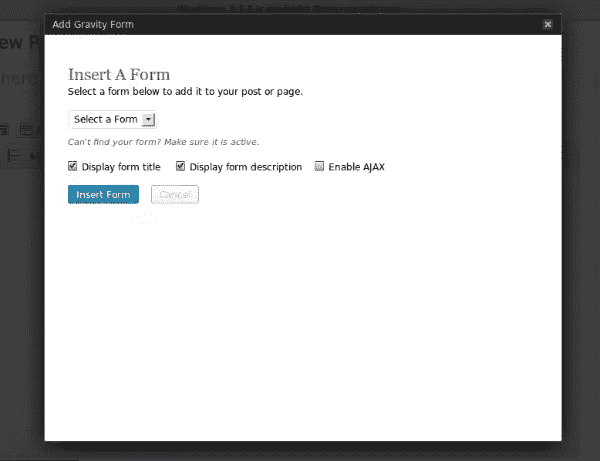 Add Gravity Form
ew R
here
Insert A Form
Select a form below to add it to your post or page.
Select a Form
Can't find your form? Make sure it is active.
Display form title Display form description Enable AJAX
Insert Form Cancel